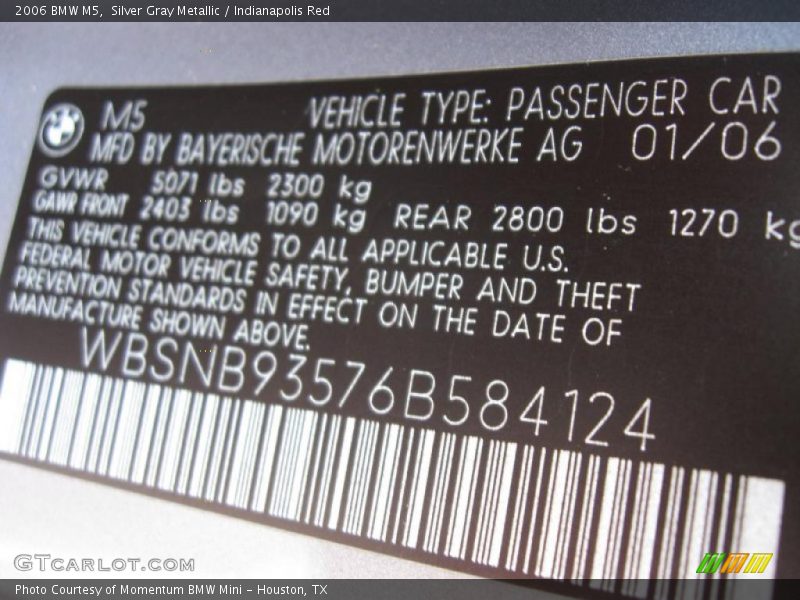 2006 BMW M5,  Silver Gray Metallic / Indianapolis Red
M5 VEHICLE TYPE: PASSENGER CAR
MFD BY BAYERISCHE MOTORENWERKE AG 01/06
GVWR 5071 lbs 2300 kg
GAWR FRONT 2403 lbs 1090 kg REAR 2800 lbs 1270 kg
THIS VEHICLE CONFORMS TO ALL APPLICABLE U.S.
FEDERAL MOTOR VEHICLE SAFETY, BUMPER AND THEFT
PREVENTION STANDARDS IN EFFECT ON THE DATE OF
MANUFACTURE SHOWN ABOVE.
WBSNB93576B584124
GTCARLOT.COM
Photo Courtesy of Momentum BMW Mini - Houston, TX